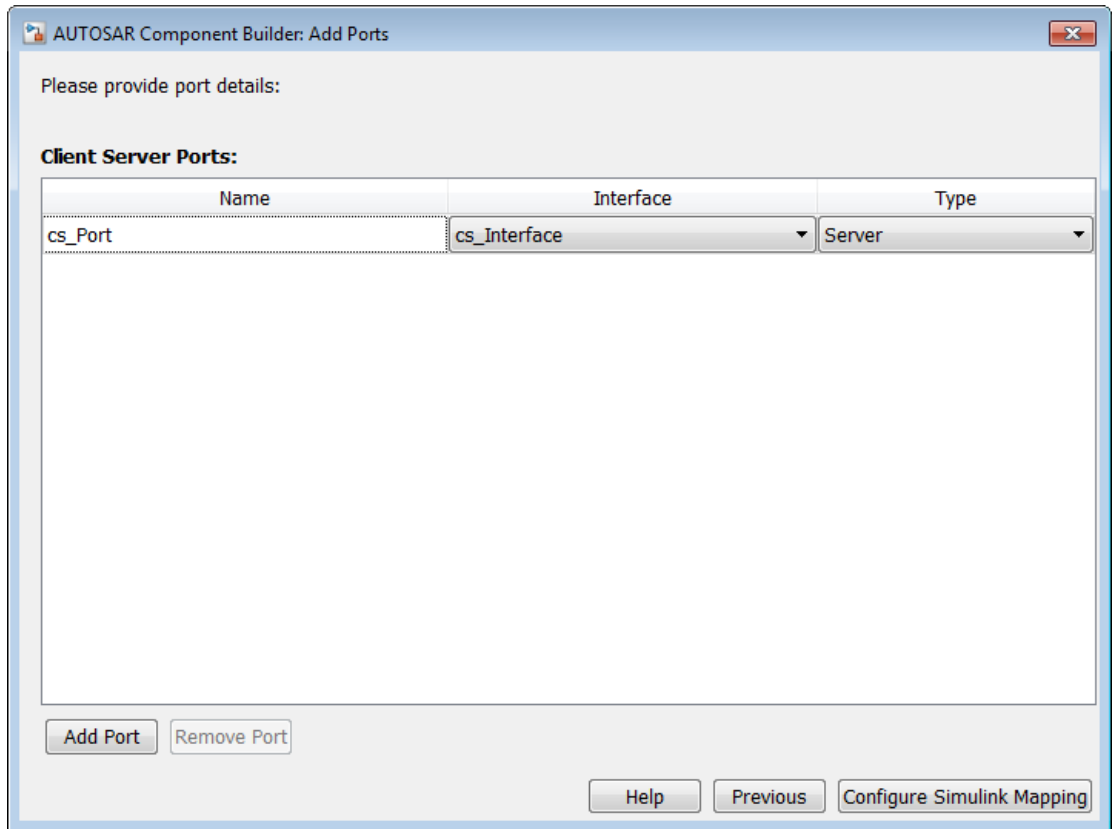 AUTOSAR Component Builder: Add Ports
Please provide port details:
Client Server Ports:
Name Interface Type
cs_Port cs_Interface Server
Add Port Remove Port
Help Previous Configure Simulink Mapping